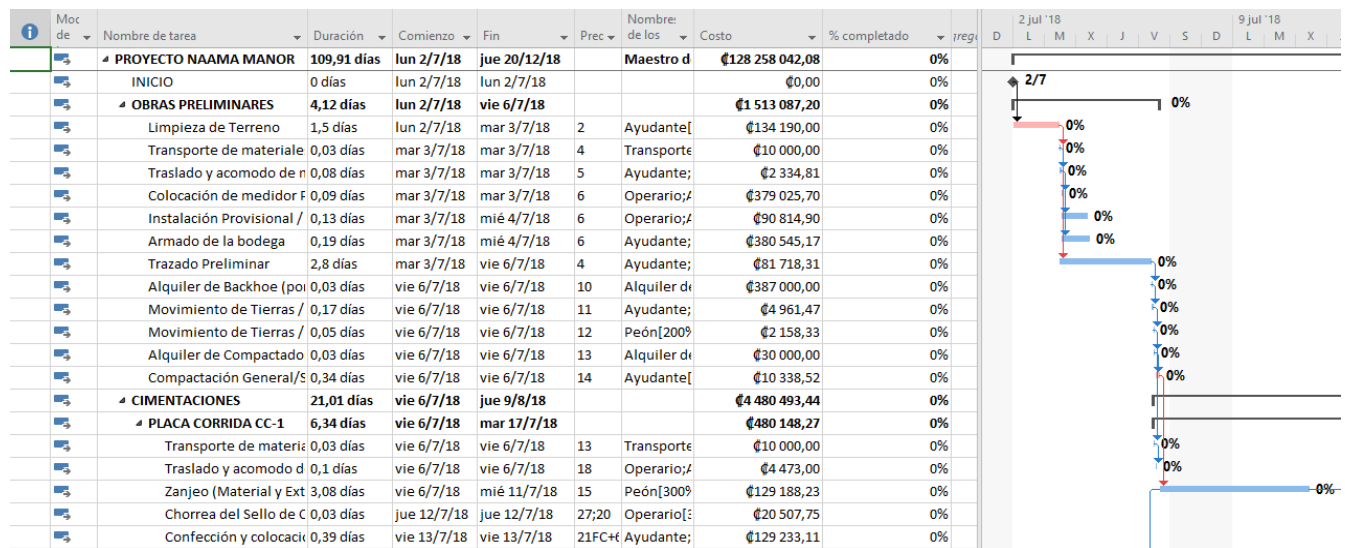 Moc de Nombre de tarea Duración Comienzo Fin Prec Nombre: de los Costo % completado 2 jul '18 9 jul '18
D L M X J V S D L M X
PROYECTO NAAMA MANOR 109,91 días lun 2/7/18 jue 20/12/18 Maestro d ₡128 258 042,08 0%
INICIO 0 días lun 2/7/18 lun 2/7/18 ₡0,00 0% 2/7
OBRAS PRELIMINARES 4,12 días lun 2/7/18 vie 6/7/18 ₡1 513 087,20 0% 0%
Limpieza de Terreno 1,5 días lun 2/7/18 mar 3/7/18 2 Ayudante[ ₡134 190,00 0% 0%
Transporte de materiale 0,03 días mar 3/7/18 mar 3/7/18 4 Transporte ₡10 000,00 0% 0%
Traslado y acomodo de n 0,08 días mar 3/7/18 mar 3/7/18 5 Ayudante; ₡2 334,81 0% 0%
Colocación de medidor F 0,09 días mar 3/7/18 mar 3/7/18 6 Operario;A ₡379 025,70 0% 0%
Instalación Provisional / 0,13 días mar 3/7/18 mié 4/7/18 6 Operario;A ₡90 814,90 0% 0%
Armado de la bodega 0,19 días mar 3/7/18 mié 4/7/18 6 Ayudante; ₡380 545,17 0% 0%
Trazado Preliminar 2,8 días mar 3/7/18 vie 6/7/18 4 Ayudante; ₡81 718,31 0% 0%
Alquiler de Backhoe (por 0,03 días vie 6/7/18 vie 6/7/18 10 Alquiler de ₡387 000,00 0% 0%
Movimiento de Tierras / 0,17 días vie 6/7/18 vie 6/7/18 11 Ayudante; ₡4 961,47 0% 0%
Movimiento de Tierras / 0,05 días vie 6/7/18 vie 6/7/18 12 Peón[200% ₡2 158,33 0% 0%
Alquiler de Compactado 0,03 días vie 6/7/18 vie 6/7/18 13 Alquiler de ₡30 000,00 0% 0%
Compactación General/S 0,34 días vie 6/7/18 vie 6/7/18 14 Ayudante[ ₡10 338,52 0% 0%
CIMENTACIONES 21,01 días vie 6/7/18 jue 9/8/18 ₡4 480 493,44 0%
PLACA CORRIDA CC-1 6,34 días vie 6/7/18 mar 17/7/18 ₡480 148,27 0%
Transporte de materia 0,03 días vie 6/7/18 vie 6/7/18 13 Transporte ₡10 000,00 0% 0%
Traslado y acomodo d 0,1 días vie 6/7/18 vie 6/7/18 18 Operario;A ₡4 473,00 0% 0%
Zanjeo (Material y Ext 3,08 días vie 6/7/18 mié 11/7/18 15 Peón[300% ₡129 188,23 0% 0%
Chorrea del Sello de C 0,03 días jue 12/7/18 jue 12/7/18 27;20 Operario[3 ₡20 507,75 0%
Confección y colocació 0,39 días vie 13/7/18 vie 13/7/18 21FC+6 Ayudante; ₡129 233,11 0%